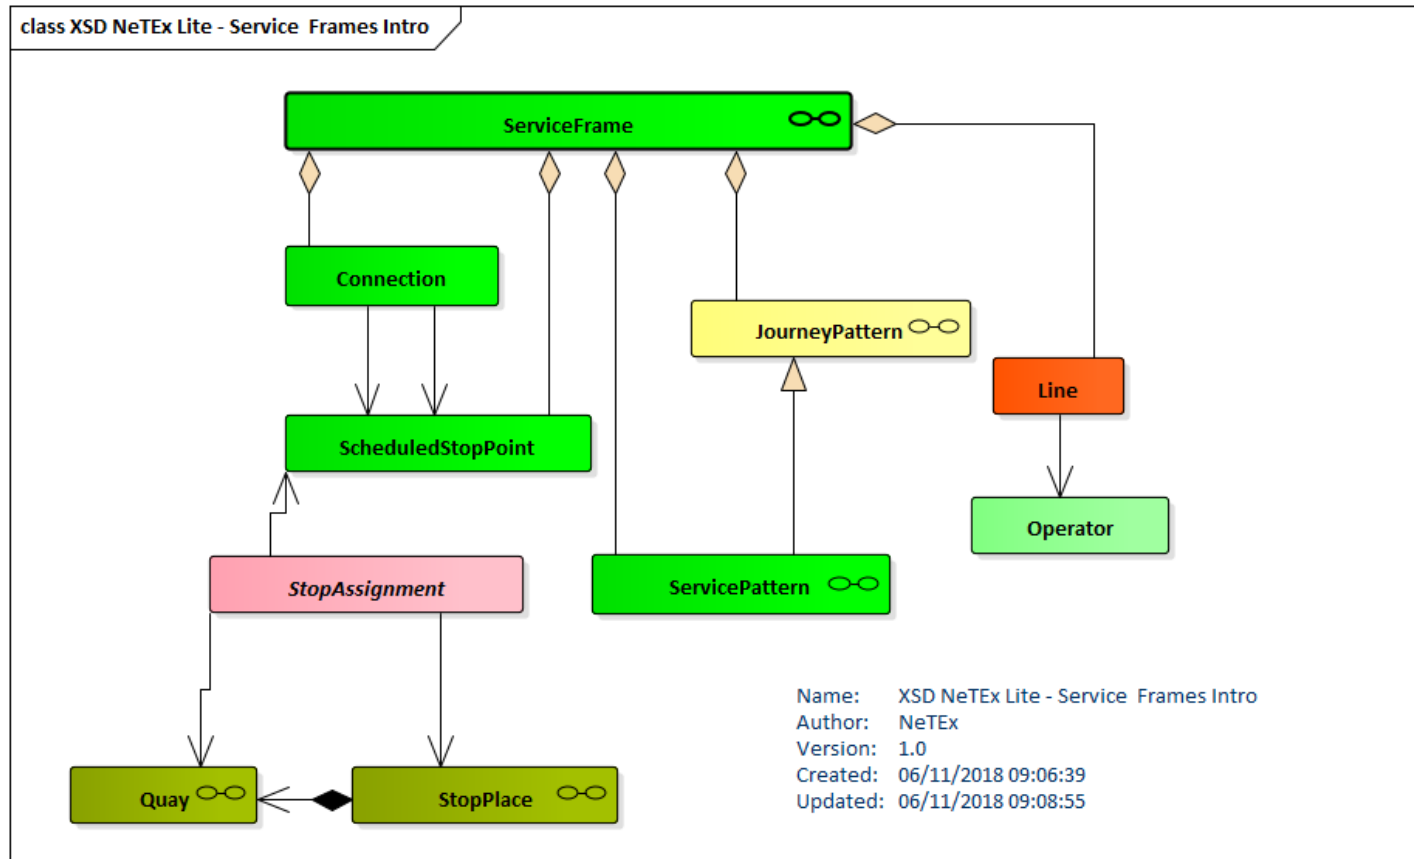 class XSD NeTEx Lite - Service  Frames Intro
ServiceFrame
Connection
JourneyPattern
Line
ScheduledStopPoint
Operator
StopAssignment
ServicePattern
Name: XSD NeTEx Lite - Service  Frames Intro
Author: NeTEx
Version: 1.0
Created: 06/11/2018 09:06:39
Updated: 06/11/2018 09:08:55
Quay
StopPlace